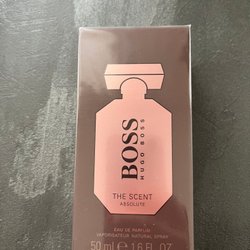 BOSS
HUGO BOSS
THE SCENT
ABSOLUTE
EAU DE PARFUM
VAPORISATEUR NATURAL SPRAY
50 ml e 1.6 FL. OZ.